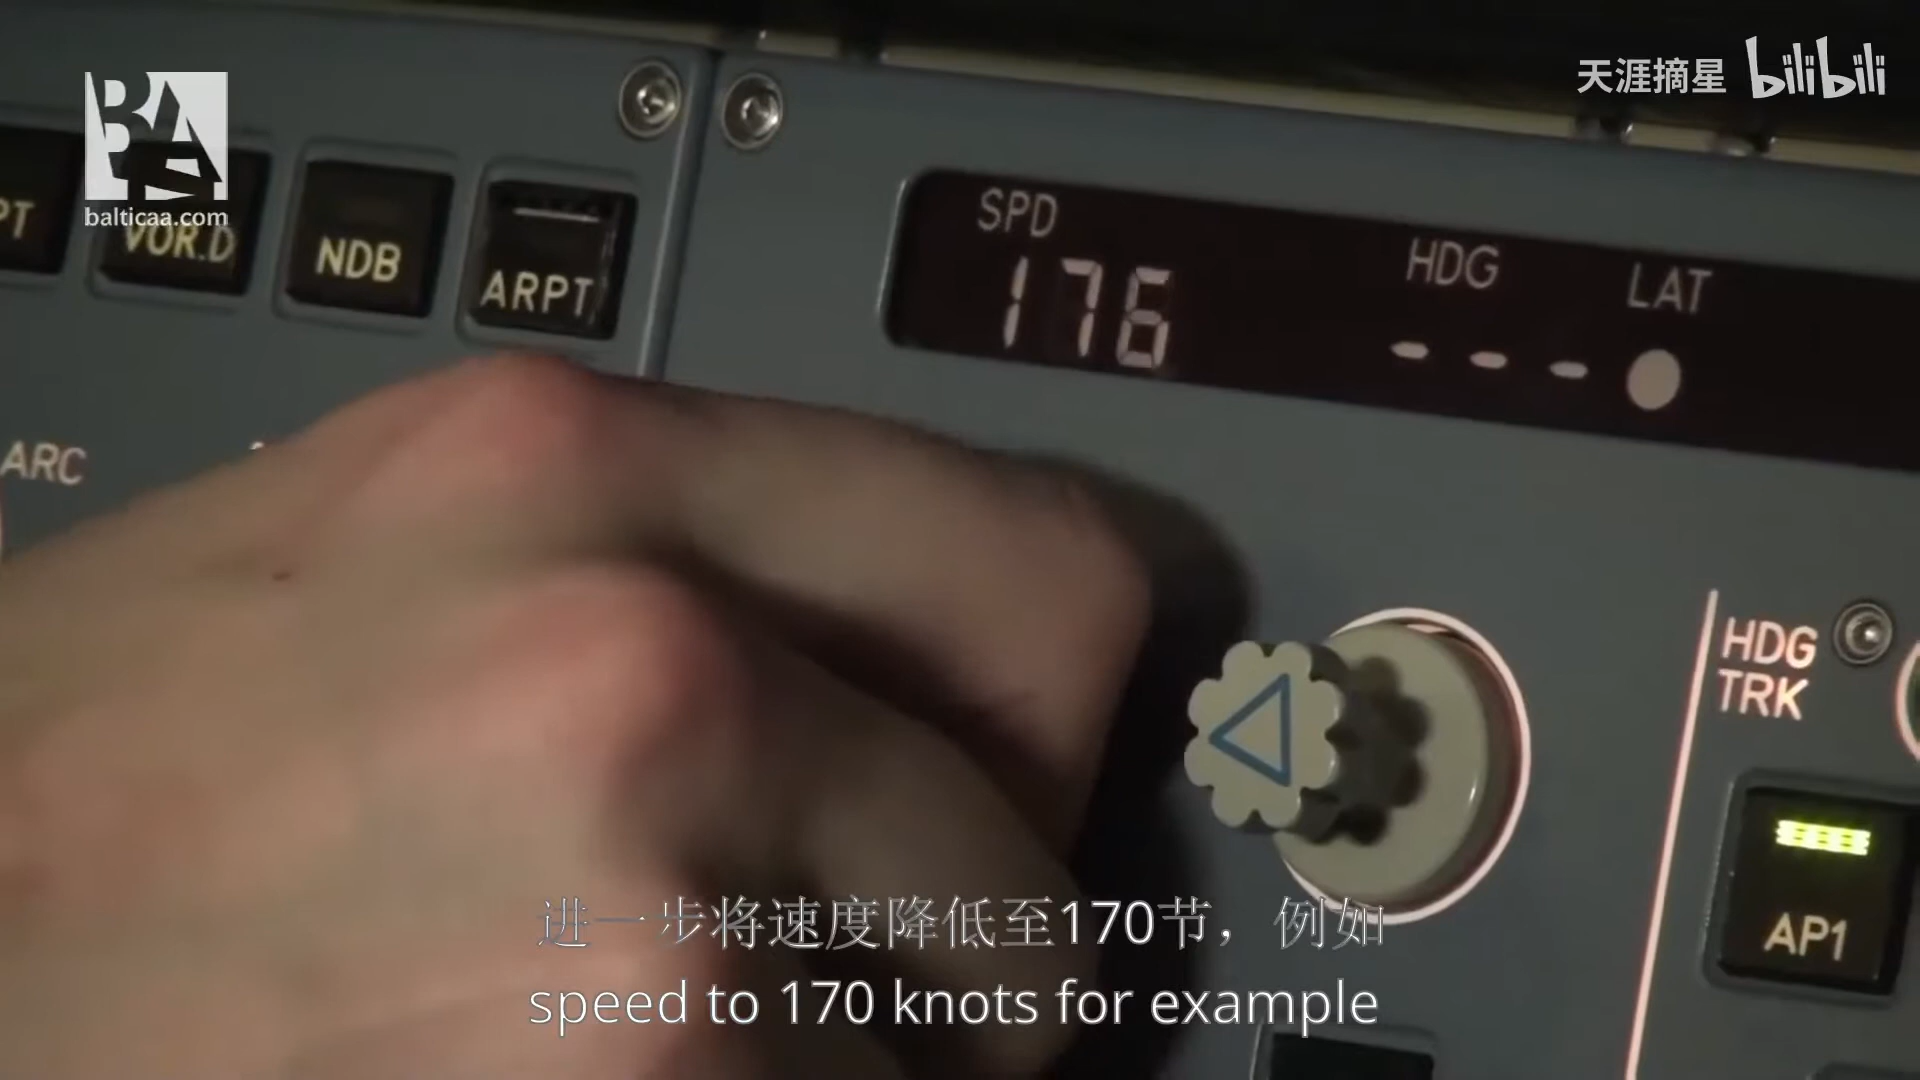 天涯摘星 bilibili
BAA
balticaa.com
PT
VOR.D
NDB
ARPT
SPD
176
HDG
LAT
---
ARC
HDG
TRK
AP1
进一步将速度降低至170节，例如
speed to 170 knots for example